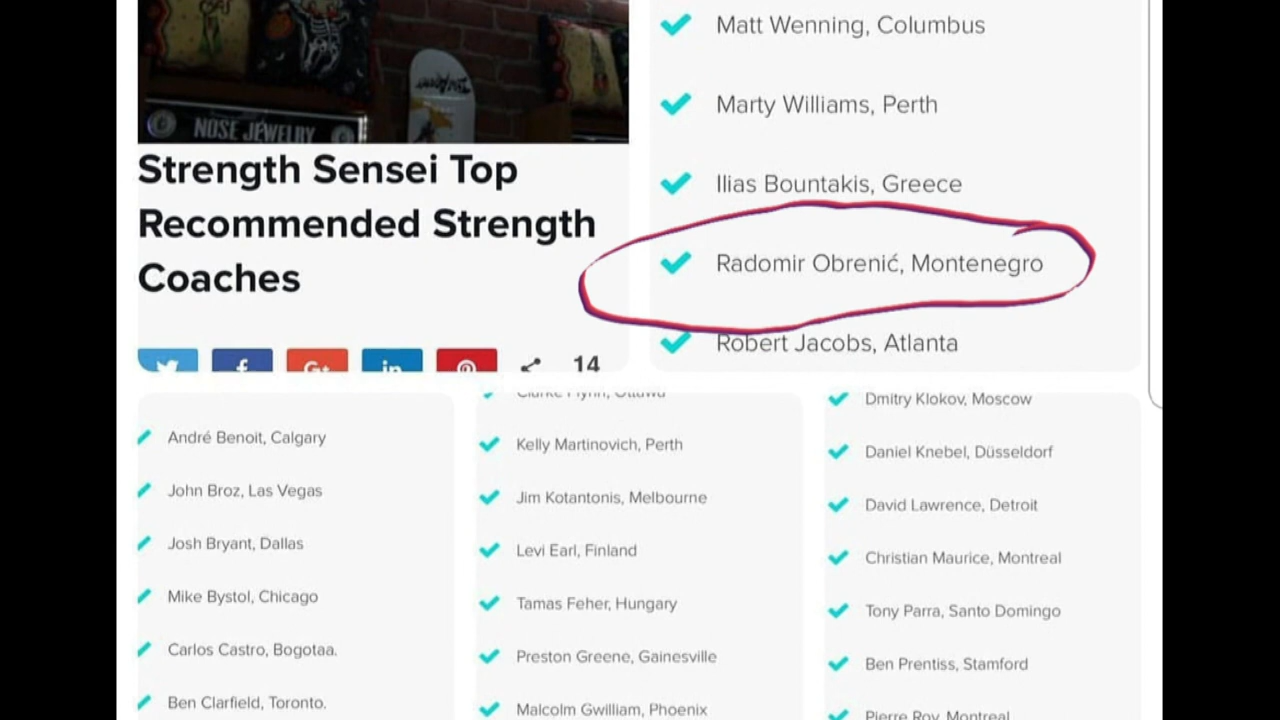 NOSE JEWELRY
Strength Sensei Top
Recommended Strength
Coaches
14
Matt Wenning, Columbus
Marty Williams, Perth
Ilias Bountakis, Greece
Radomir Obrenić, Montenegro
Robert Jacobs, Atlanta
André Benoit, Calgary
John Broz, Las Vegas
Josh Bryant, Dallas
Mike Bystol, Chicago
Carlos Castro, Bogotaa.
Ben Clarfield, Toronto.
Kelly Martinovich, Perth
Jim Kotantonis, Melbourne
Levi Earl, Finland
Tamas Feher, Hungary
Preston Greene, Gainesville
Malcolm Gwilliam, Phoenix
Dmitry Klokov, Moscow
Daniel Knebel, Düsseldorf
David Lawrence, Detroit
Christian Maurice, Montreal
Tony Parra, Santo Domingo
Ben Prentiss, Stamford
Pierre Roy, Montreal